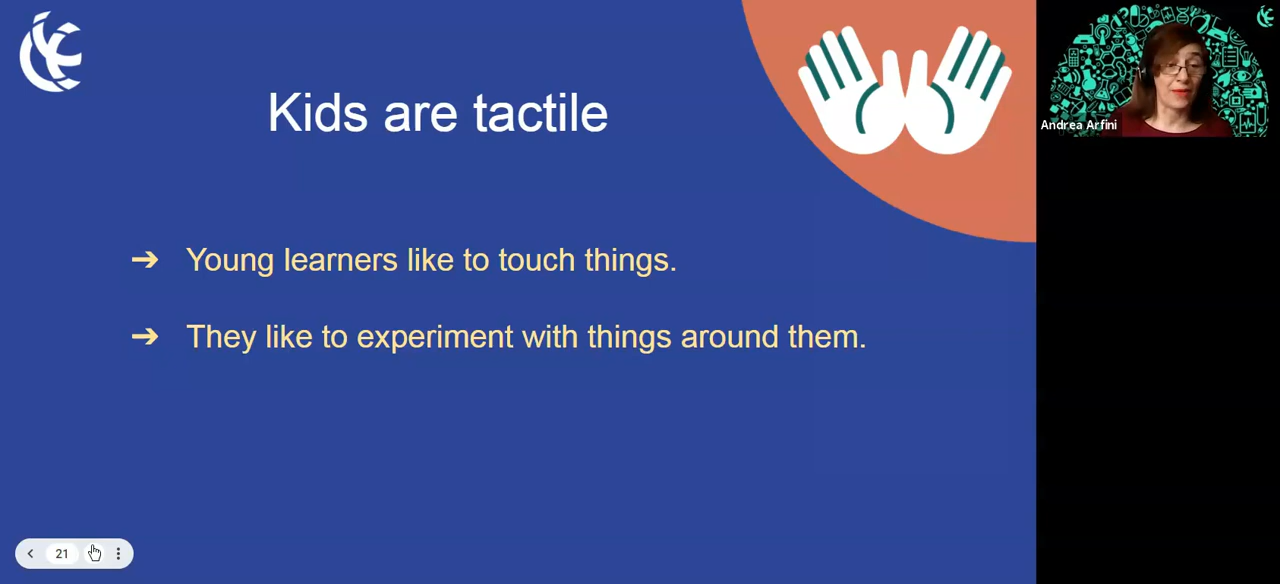 Kids are tactile
➔ Young learners like to touch things.
➔ They like to experiment with things around them.
21
Andrea Arfini